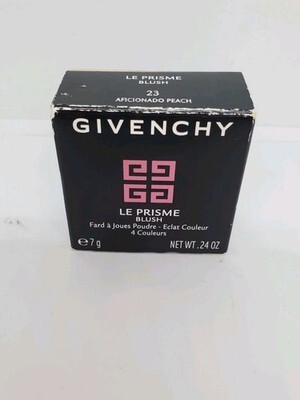 LE PRISME
BLUSH
23
AFICIONADO PEACH
GIVENCHY
LE PRISME
BLUSH
Fard à Joues Poudre - Eclat Couleur
4 Couleurs
℮ 7 g NET WT. .24 OZ